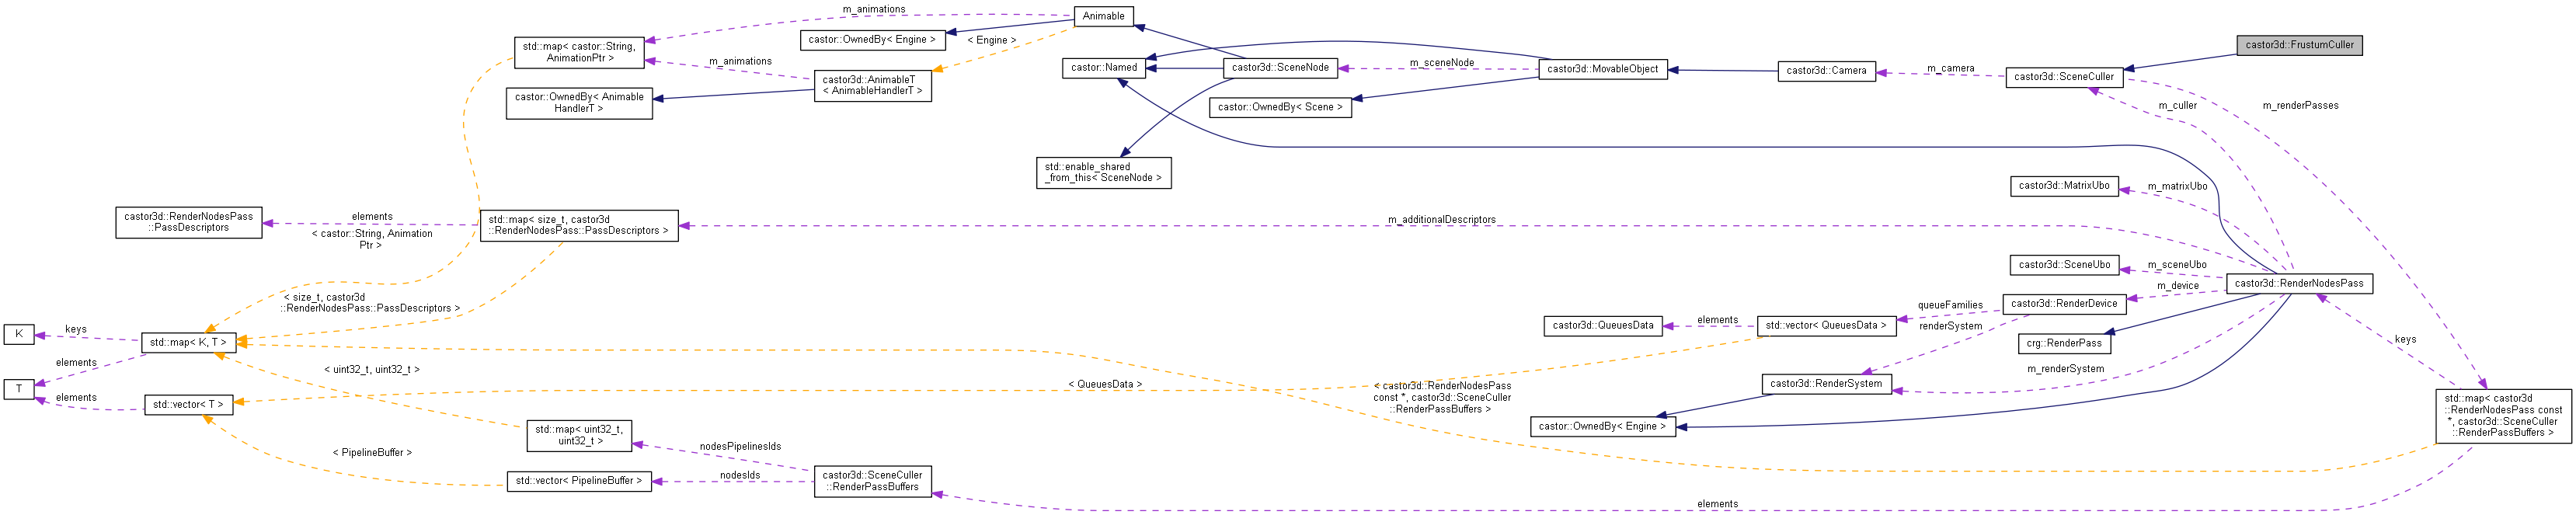 m_animations
Animable
castor::OwnedBy< Engine >
< Engine >
std::map< castor::String,
AnimationPtr >
m_animations
castor3d::AnimableT
< AnimableHandlerT >
castor::OwnedBy< Animable
HandlerT >
castor::Named
castor3d::SceneNode
m_sceneNode
castor3d::MovableObject
castor3d::Camera
m_camera
castor3d::SceneCuller
castor3d::FrustumCuller
castor::OwnedBy< Scene >
m_culler
m_renderPasses
std::enable_shared
_from_this< SceneNode >
castor3d::MatrixUbo
m_matrixUbo
castor3d::RenderNodesPass
::PassDescriptors
elements
< castor::String, Animation
Ptr >
std::map< size_t, castor3d
::RenderNodesPass::PassDescriptors >
m_additionalDescriptors
castor3d::SceneUbo
m_sceneUbo
castor3d::RenderNodesPass
m_device
< size_t, castor3d
::RenderNodesPass::PassDescriptors >
castor3d::RenderDevice
queueFamilies
renderSystem
castor3d::QueuesData
elements
std::vector< QueuesData >
K
keys
std::map< K, T >
elements
crg::RenderPass
keys
m_renderSystem
< uint32_t, uint32_t >
castor3d::RenderSystem
< QueuesData >
< castor3d::RenderNodesPass
const *, castor3d::SceneCuller
::RenderPassBuffers >
T
elements
std::vector< T >
std::map< castor3d
::RenderNodesPass const
*, castor3d::SceneCuller
::RenderPassBuffers >
castor::OwnedBy< Engine >
std::map< uint32_t,
uint32_t >
nodesPipelinesIds
< PipelineBuffer >
std::vector< PipelineBuffer >
nodesIds
castor3d::SceneCuller
::RenderPassBuffers
elements